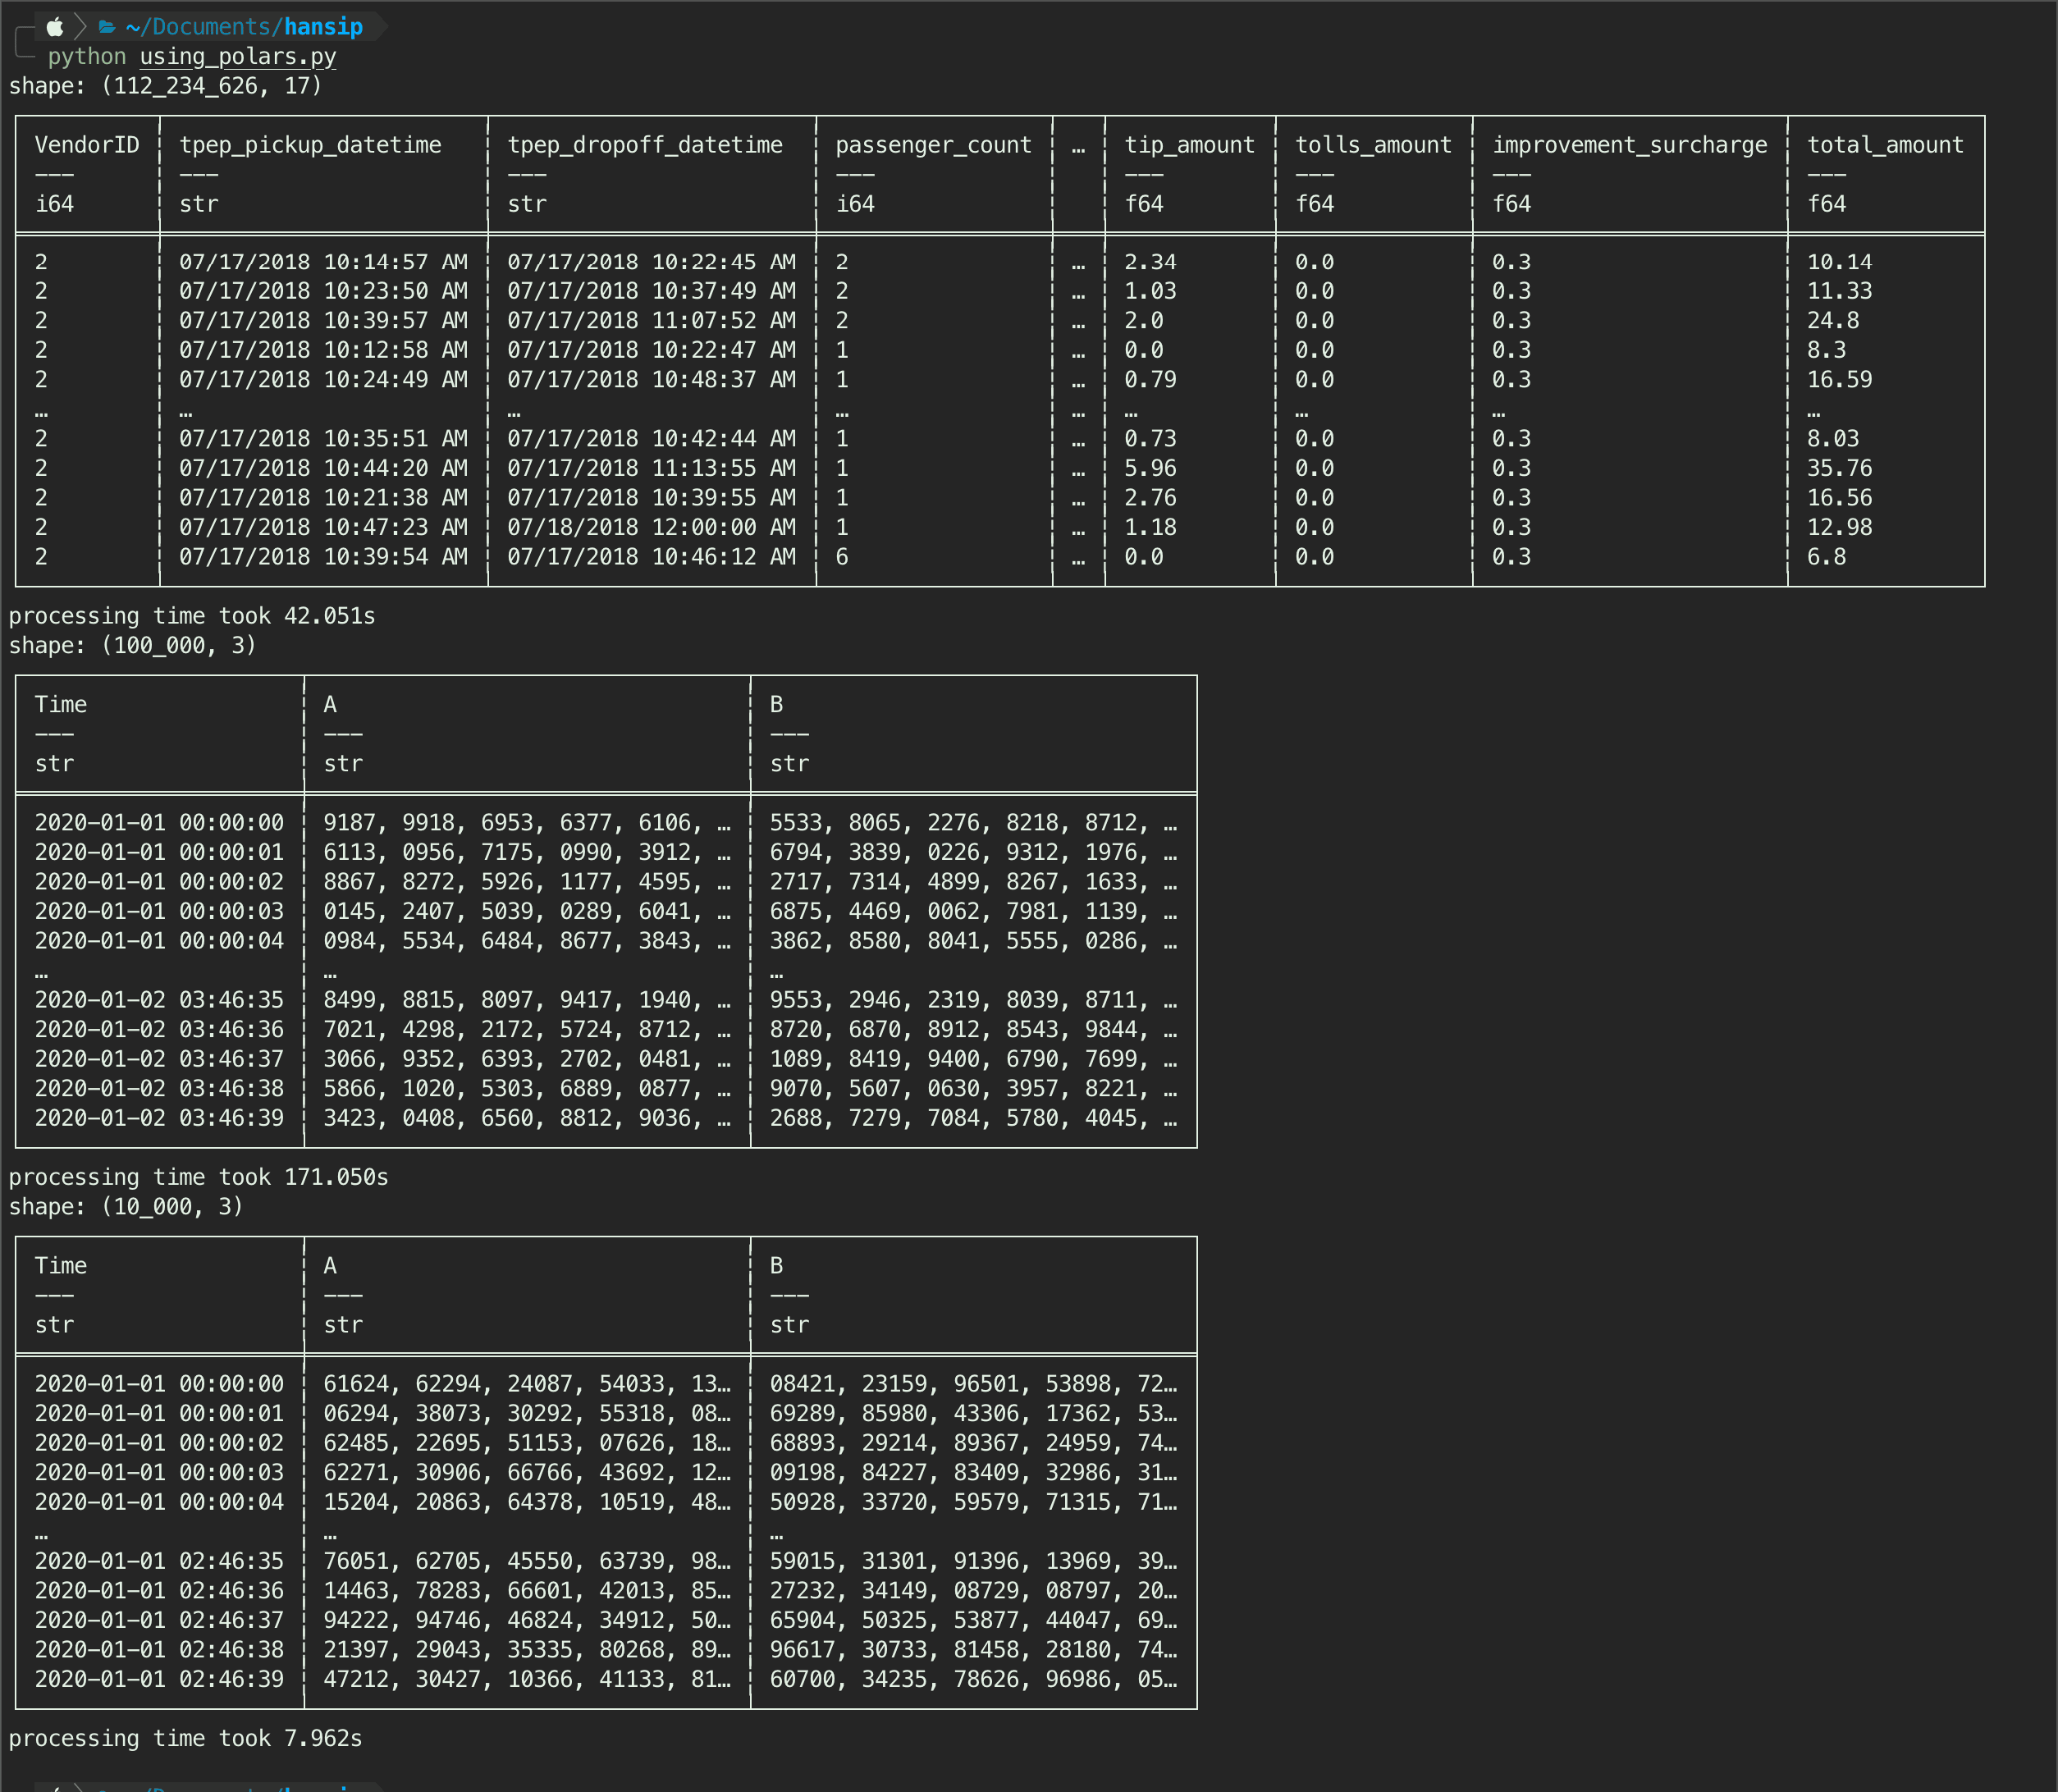 ~/Documents/hansip
python using_polars.py
shape: (112_234_626, 17)
VendorID tpep_pickup_datetime tpep_dropoff_datetime passenger_count … tip_amount tolls_amount improvement_surcharge total_amount
--- --- --- --- --- --- --- ---
i64 str str i64 f64 f64 f64 f64
2 07/17/2018 10:14:57 AM 07/17/2018 10:22:45 AM 2 … 2.34 0.0 0.3 10.14
2 07/17/2018 10:23:50 AM 07/17/2018 10:37:49 AM 2 … 1.03 0.0 0.3 11.33
2 07/17/2018 10:39:57 AM 07/17/2018 11:07:52 AM 2 … 2.0 0.0 0.3 24.8
2 07/17/2018 10:12:58 AM 07/17/2018 10:22:47 AM 1 … 0.0 0.0 0.3 8.3
2 07/17/2018 10:24:49 AM 07/17/2018 10:48:37 AM 1 … 0.79 0.0 0.3 16.59
… … … … … … … … …
2 07/17/2018 10:35:51 AM 07/17/2018 10:42:44 AM 1 … 0.73 0.0 0.3 8.03
2 07/17/2018 10:44:20 AM 07/17/2018 11:13:55 AM 1 … 5.96 0.0 0.3 35.76
2 07/17/2018 10:21:38 AM 07/17/2018 10:39:55 AM 1 … 2.76 0.0 0.3 16.56
2 07/17/2018 10:47:23 AM 07/18/2018 12:00:00 AM 1 … 1.18 0.0 0.3 12.98
2 07/17/2018 10:39:54 AM 07/17/2018 10:46:12 AM 6 … 0.0 0.0 0.3 6.8
processing time took 42.051s
shape: (100_000, 3)
Time A B
--- --- ---
str str str
2020-01-01 00:00:00 9187, 9918, 6953, 6377, 6106, … 5533, 8065, 2276, 8218, 8712, …
2020-01-01 00:00:01 6113, 0956, 7175, 0990, 3912, … 6794, 3839, 0226, 9312, 1976, …
2020-01-01 00:00:02 8867, 8272, 5926, 1177, 4595, … 2717, 7314, 4899, 8267, 1633, …
2020-01-01 00:00:03 0145, 2407, 5039, 0289, 6041, … 6875, 4469, 0062, 7981, 1139, …
2020-01-01 00:00:04 0984, 5534, 6484, 8677, 3843, … 3862, 8580, 8041, 5555, 0286, …
… … …
2020-01-02 03:46:35 8499, 8815, 8097, 9417, 1940, … 9553, 2946, 2319, 8039, 8711, …
2020-01-02 03:46:36 7021, 4298, 2172, 5724, 8712, … 8720, 6870, 8912, 8543, 9844, …
2020-01-02 03:46:37 3066, 9352, 6393, 2702, 0481, … 1089, 8419, 9400, 6790, 7699, …
2020-01-02 03:46:38 5866, 1020, 5303, 6889, 0877, … 9070, 5607, 0630, 3957, 8221, …
2020-01-02 03:46:39 3423, 0408, 6560, 8812, 9036, … 2688, 7279, 7084, 5780, 4045, …
processing time took 171.050s
shape: (10_000, 3)
Time A B
--- --- ---
str str str
2020-01-01 00:00:00 61624, 62294, 24087, 54033, 13… 08421, 23159, 96501, 53898, 72…
2020-01-01 00:00:01 06294, 38073, 30292, 55318, 08… 69289, 85980, 43306, 17362, 53…
2020-01-01 00:00:02 62485, 22695, 51153, 07626, 18… 68893, 29214, 89367, 24959, 74…
2020-01-01 00:00:03 62271, 30906, 66766, 43692, 12… 09198, 84227, 83409, 32986, 31…
2020-01-01 00:00:04 15204, 20863, 64378, 10519, 48… 50928, 33720, 59579, 71315, 71…
… … …
2020-01-01 02:46:35 76051, 62705, 45550, 63739, 98… 59015, 31301, 91396, 13969, 39…
2020-01-01 02:46:36 14463, 78283, 66601, 42013, 85… 27232, 34149, 08729, 08797, 20…
2020-01-01 02:46:37 94222, 94746, 46824, 34912, 50… 65904, 50325, 53877, 44047, 69…
2020-01-01 02:46:38 21397, 29043, 35335, 80268, 89… 96617, 30733, 81458, 28180, 74…
2020-01-01 02:46:39 47212, 30427, 10366, 41133, 81… 60700, 34235, 78626, 96986, 05…
processing time took 7.962s
~/Documents/hansip